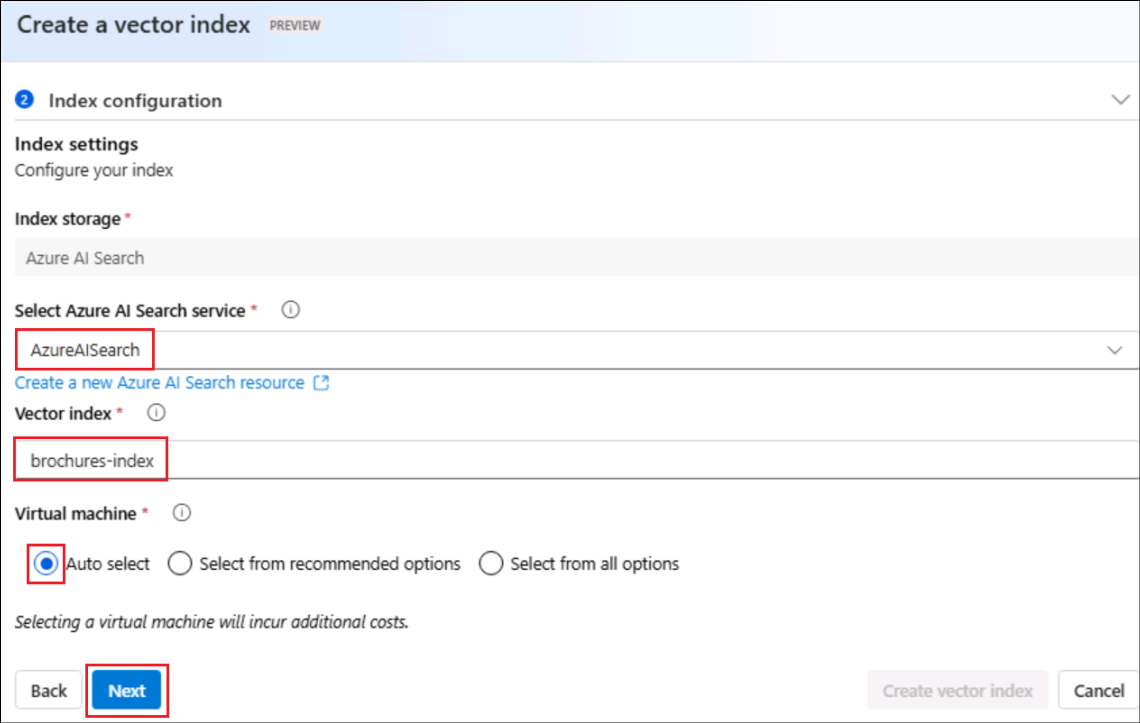 Create a vector index PREVIEW
2 Index configuration
Index settings
Configure your index
Index storage *
Azure AI Search
Select Azure AI Search service *
AzureAISearch
Create a new Azure AI Search resource
Vector index *
brochures-index
Virtual machine *
Auto select Select from recommended options Select from all options
Selecting a virtual machine will incur additional costs.
Back Next Create vector index Cancel